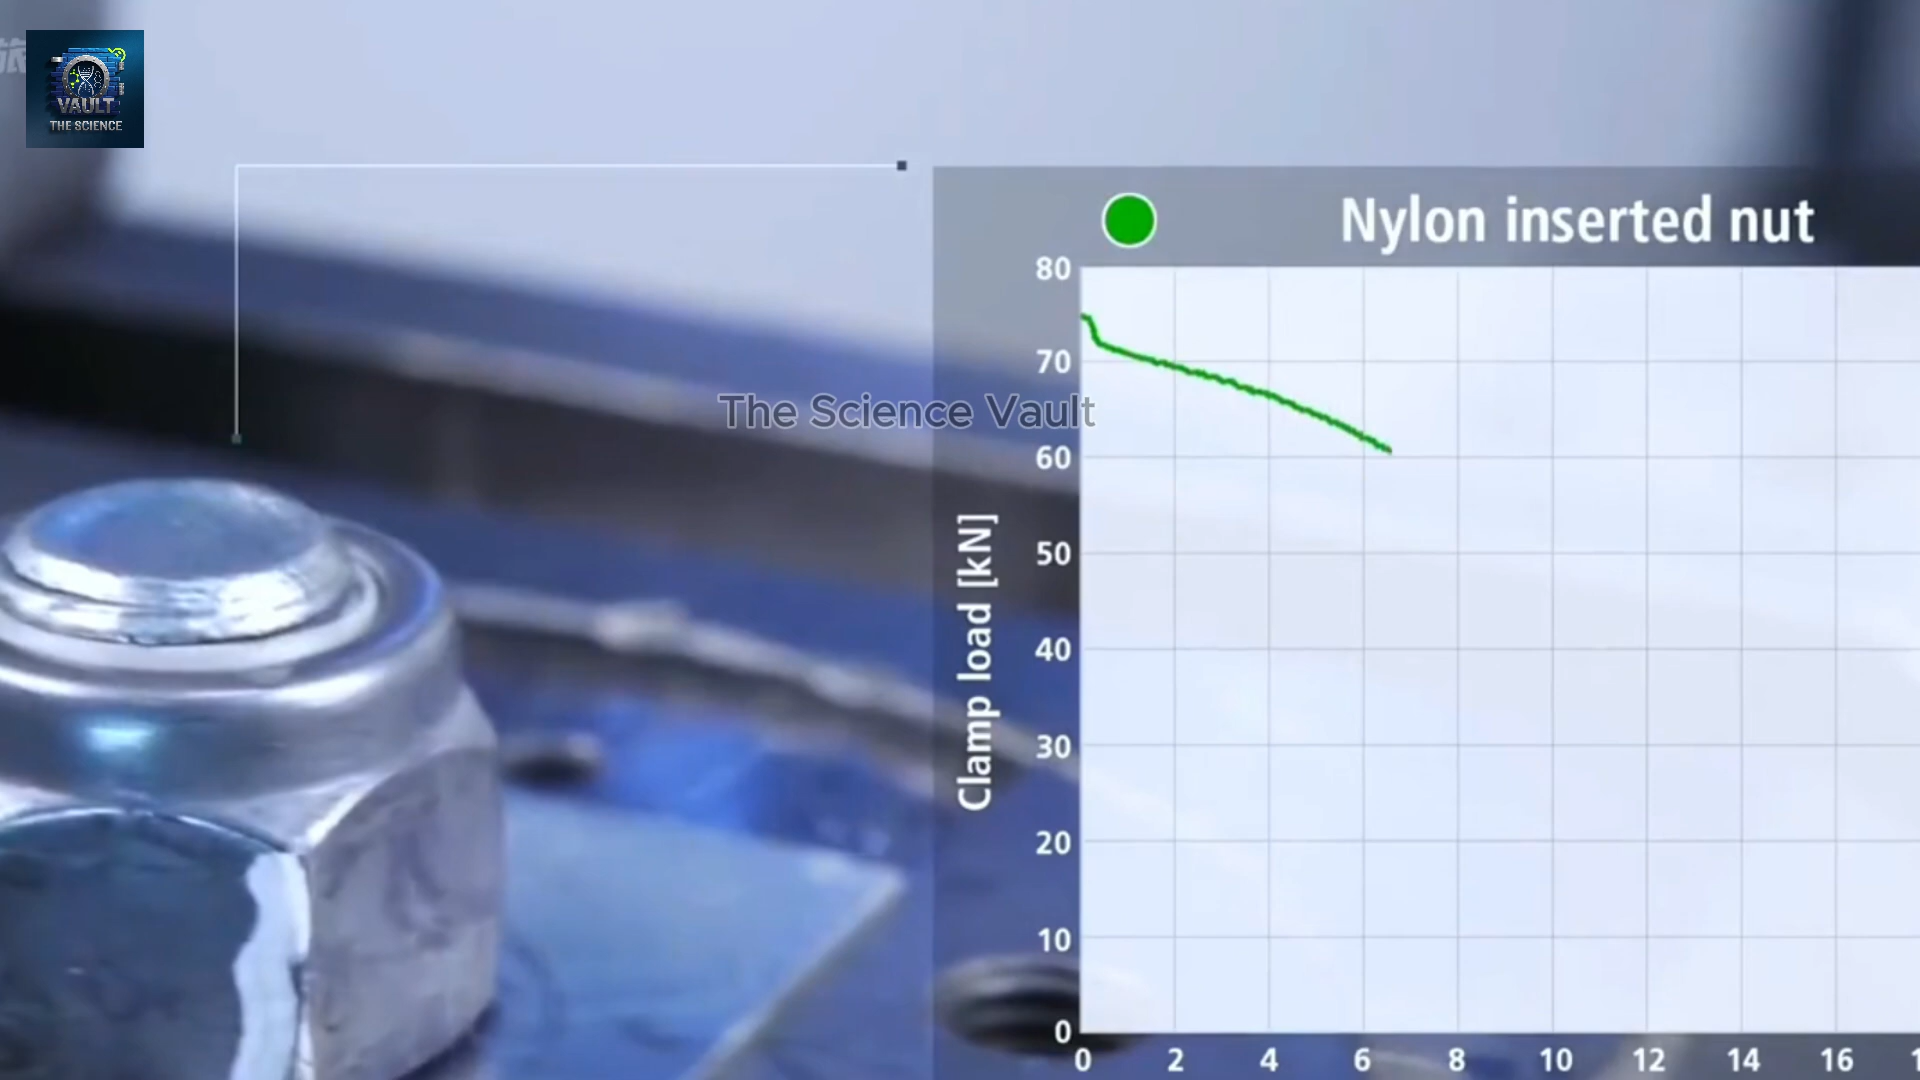 VAULT
THE SCIENCE
Nylon inserted nut
The Science Vault
Clamp load [kN]
80
70
60
50
40
30
20
10
0
0 2 4 6 8 10 12 14 16